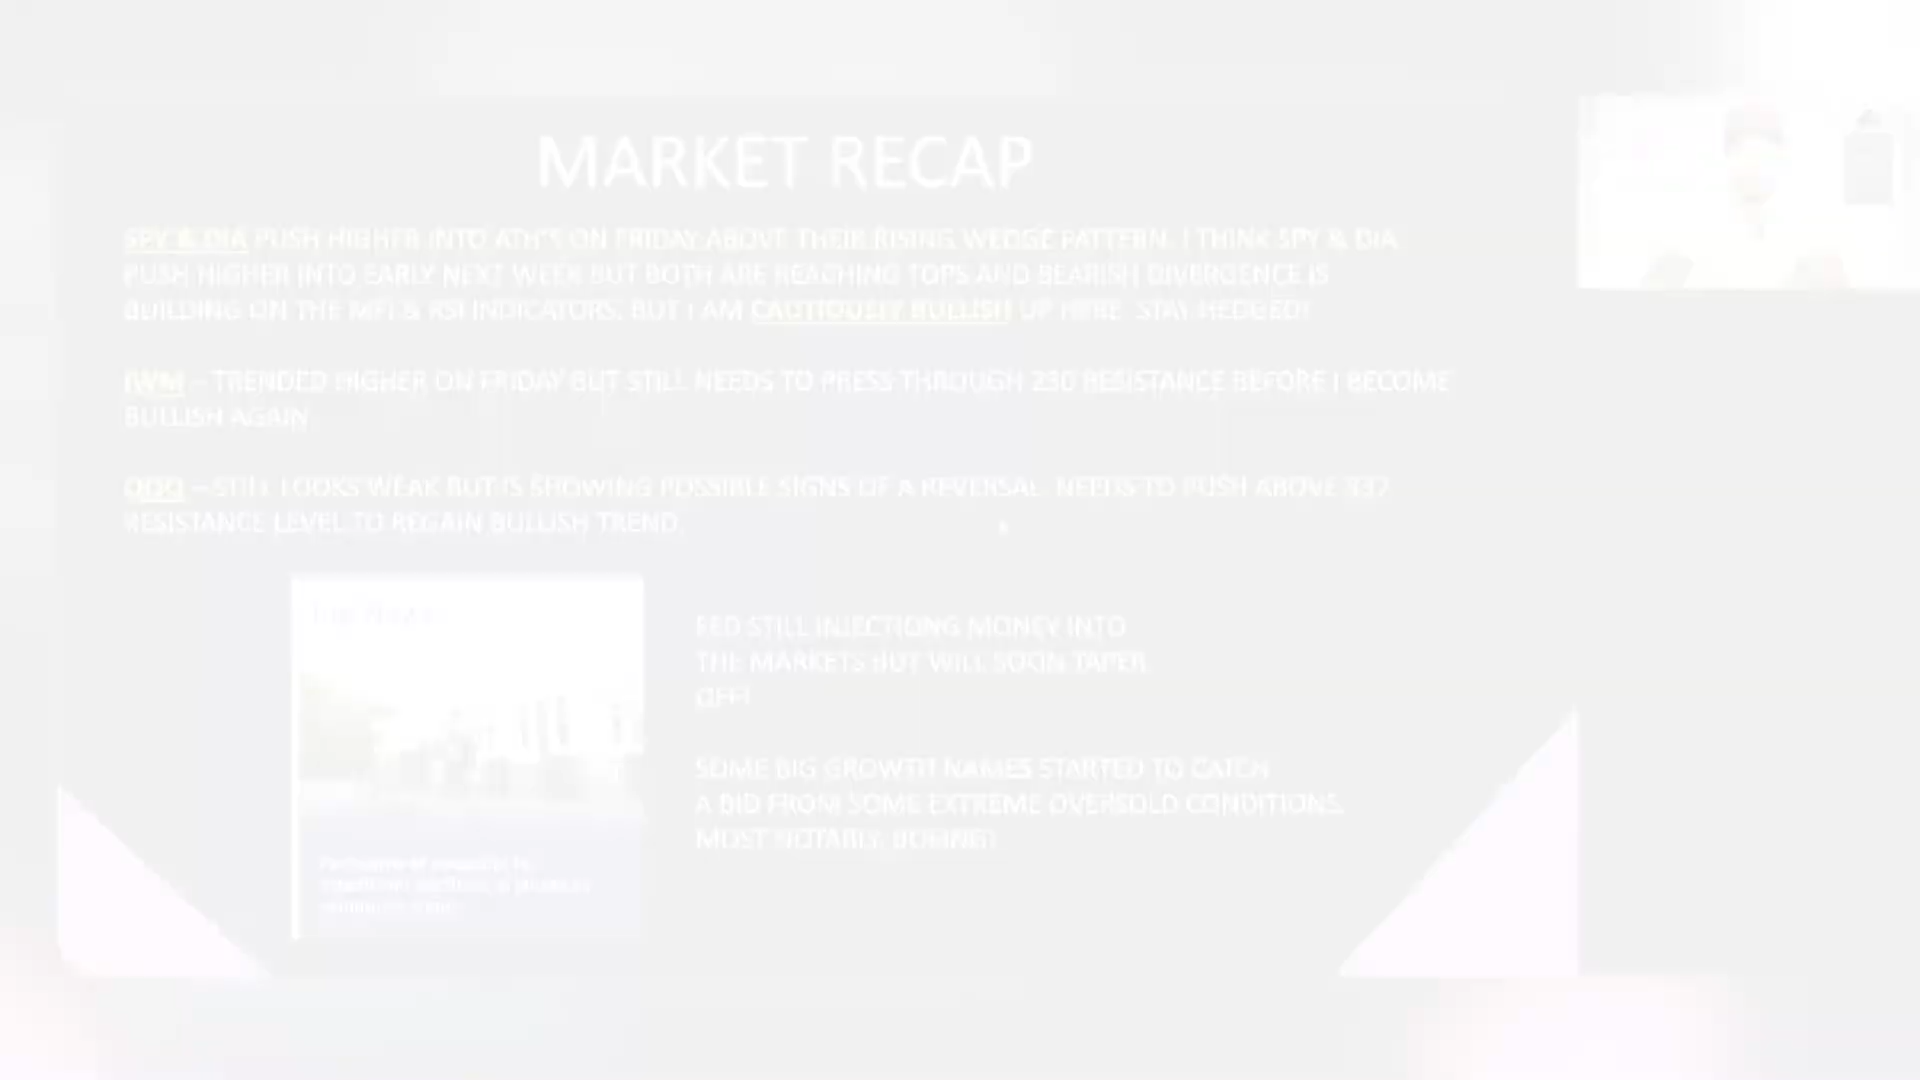 MARKET RECAP
SPY & DIA PUSH HIGHER INTO ATH'S ON FRIDAY ABOVE THEIR RISING WEDGE PATTERN. I THINK SPY & DIA
PUSH HIGHER INTO EARLY NEXT WEEK BUT BOTH ARE REACHING TOPS AND BEARISH DIVERGENCE IS
BUILDING ON THE MFI & RSI INDICATORS. BUT I AM CAUTIOUSLY BULLISH UP HERE STAY HEDGED!
IWM – TRENDED HIGHER ON FRIDAY BUT STILL NEEDS TO PRESS THROUGH 230 RESISTANCE BEFORE I BECOME
BULLISH AGAIN
QQQ – STILL LOOKS WEAK BUT IS SHOWING POSSIBLE SIGNS OF A REVERSAL. NEEDS TO PUSH ABOVE 337
RESISTANCE LEVEL TO REGAIN BULLISH TREND.
FED STILL INJECTIONG MONEY INTO
THE MARKETS BUT WILL SOON TAPER
OFF!
SOME BIG GROWTH NAMES STARTED TO CATCH
A BID FROM SOME EXTREME OVERSOLD CONDITIONS.
MOST NOTABLY, BOEING!